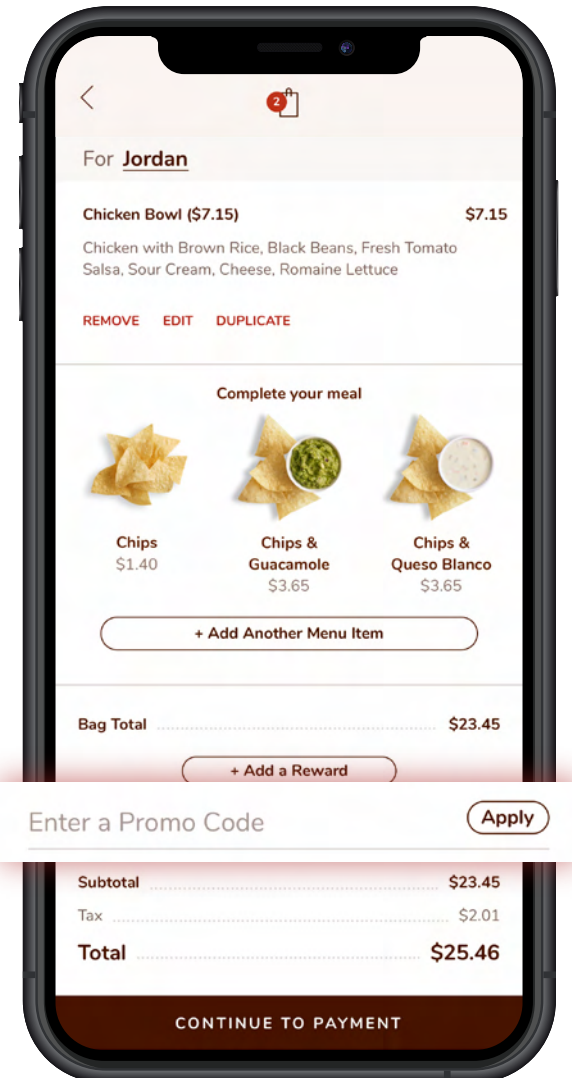 2
For Jordan
Chicken Bowl ($7.15) $7.15
Chicken with Brown Rice, Black Beans, Fresh Tomato
Salsa, Sour Cream, Cheese, Romaine Lettuce
REMOVE EDIT DUPLICATE
Complete your meal
Chips
$1.40
Chips &
Guacamole
$3.65
Chips &
Queso Blanco
$3.65
+ Add Another Menu Item
Bag Total $23.45
+ Add a Reward
Enter a Promo Code Apply
Subtotal $23.45
Tax $2.01
Total $25.46
CONTINUE TO PAYMENT